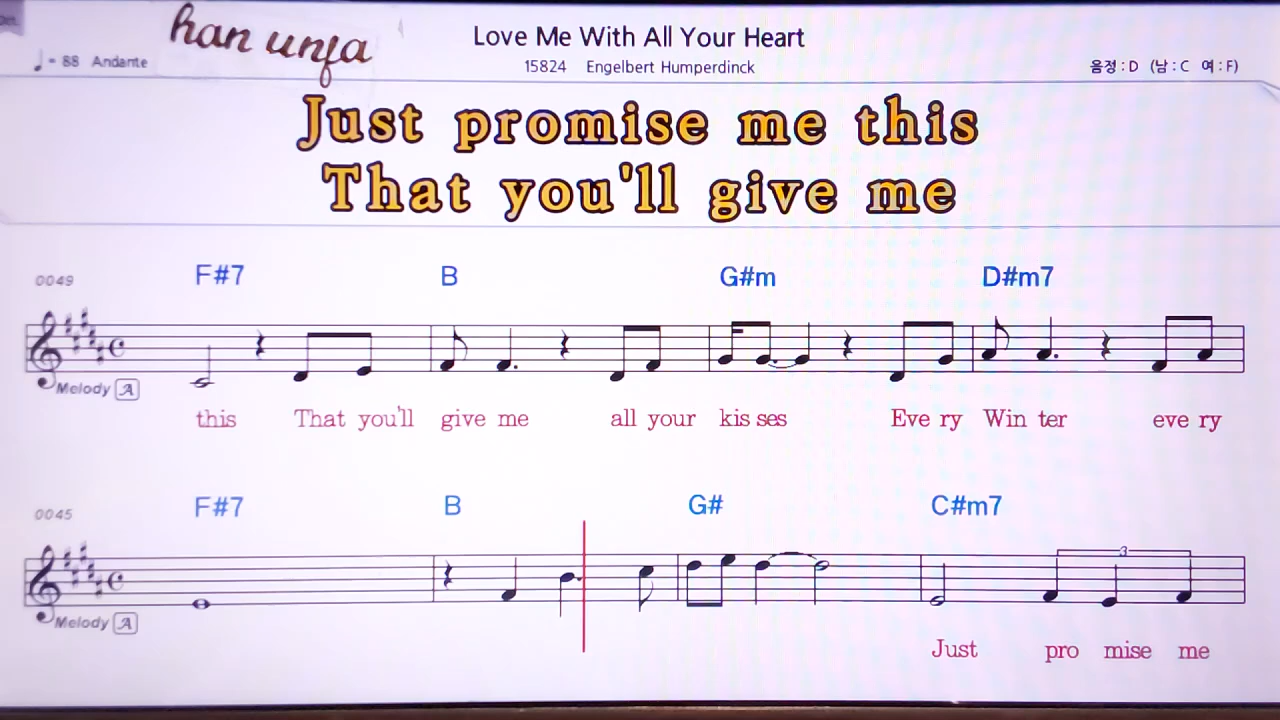 han unja
Love Me With All Your Heart
♩= 88 Andante
15824 Engelbert Humperdinck
음정:D (남:C 여:F)
Just promise me this
That you'll give me
0049
F#7 B G#m D#m7
Melody A
this That you'll give me all your kis ses Eve ry Win ter eve ry
0045
F#7 B G# C#m7
3
Melody A
Just pro mise me